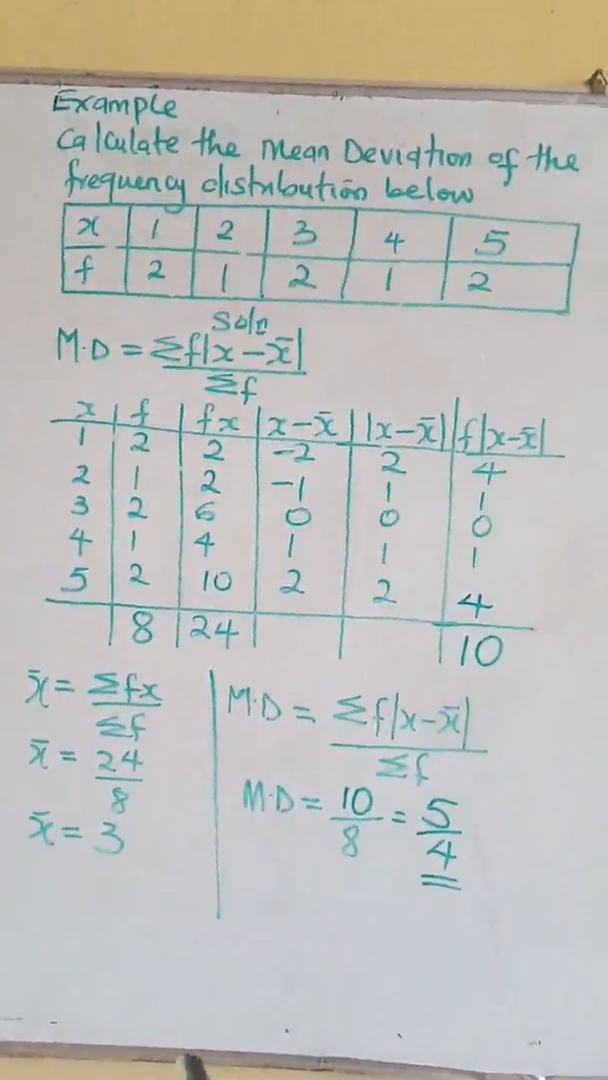 Example
Calculate the Mean Deviation of the
frequency distribution below
x 1 2 3 4 5
f 2 1 2 1 2
Soln
M.D = Σf|x-x̄|
Σf
x f fx x-x̄ |x-x̄| f|x-x̄|
1 2 2 -2 2 4
2 1 2 -1 1 1
3 2 6 0 0 0
4 1 4 1 1 1
5 2 10 2 2 4
8 24 10
x̄ = Σfx
Σf
x̄ = 24
8
x̄ = 3
M.D = Σf|x-x̄|
Σf
M.D = 10/8 = 5/4